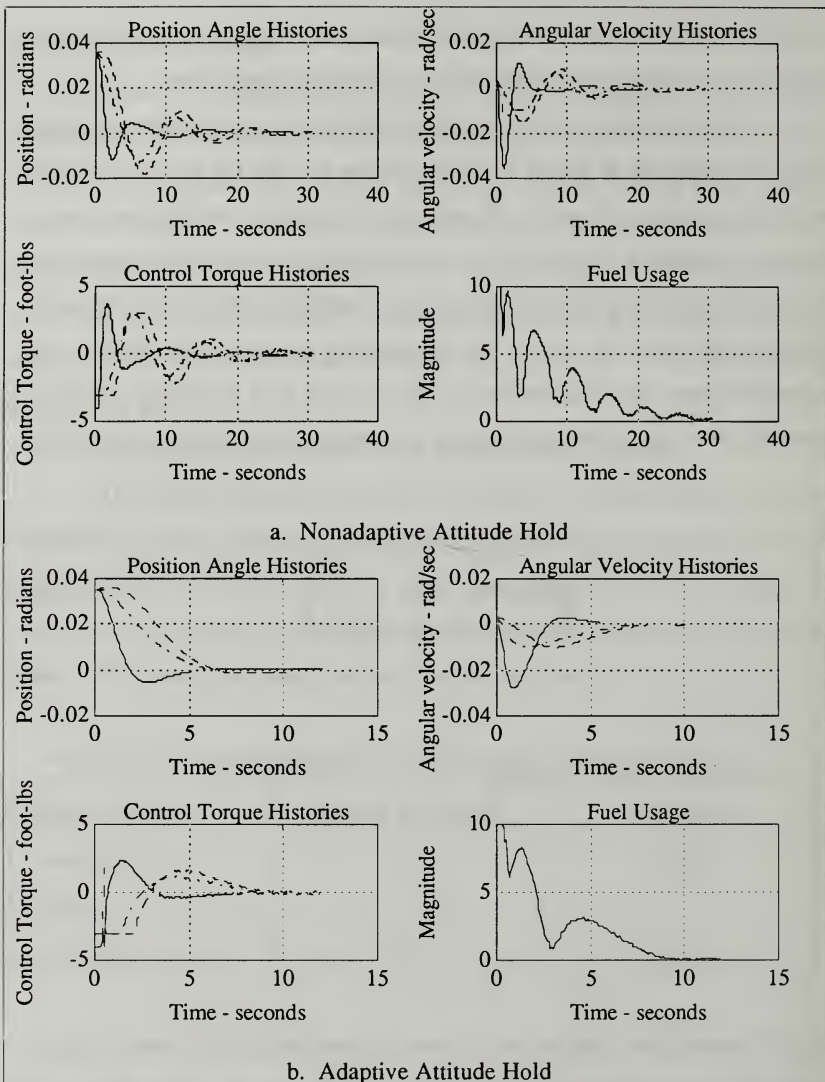 Position Angle Histories
Position - radians
0.04
0.02
0
-0.02
0 10 20 30 40
Time - seconds
Angular Velocity Histories
Angular velocity - rad/sec
0.02
0
-0.02
-0.04
0 10 20 30 40
Time - seconds
Control Torque Histories
Control Torque - foot-lbs
5
0
-5
0 10 20 30 40
Time - seconds
Fuel Usage
Magnitude
10
5
0
0 10 20 30 40
Time - seconds
a. Nonadaptive Attitude Hold
Position Angle Histories
Position - radians
0.04
0.02
0
-0.02
0 5 10 15
Time - seconds
Angular Velocity Histories
Angular velocity - rad/sec
0.02
0
-0.02
-0.04
0 5 10 15
Time - seconds
Control Torque Histories
Control Torque - foot-lbs
5
0
-5
0 5 10 15
Time - seconds
Fuel Usage
Magnitude
10
5
0
0 5 10 15
Time - seconds
b. Adaptive Attitude Hold